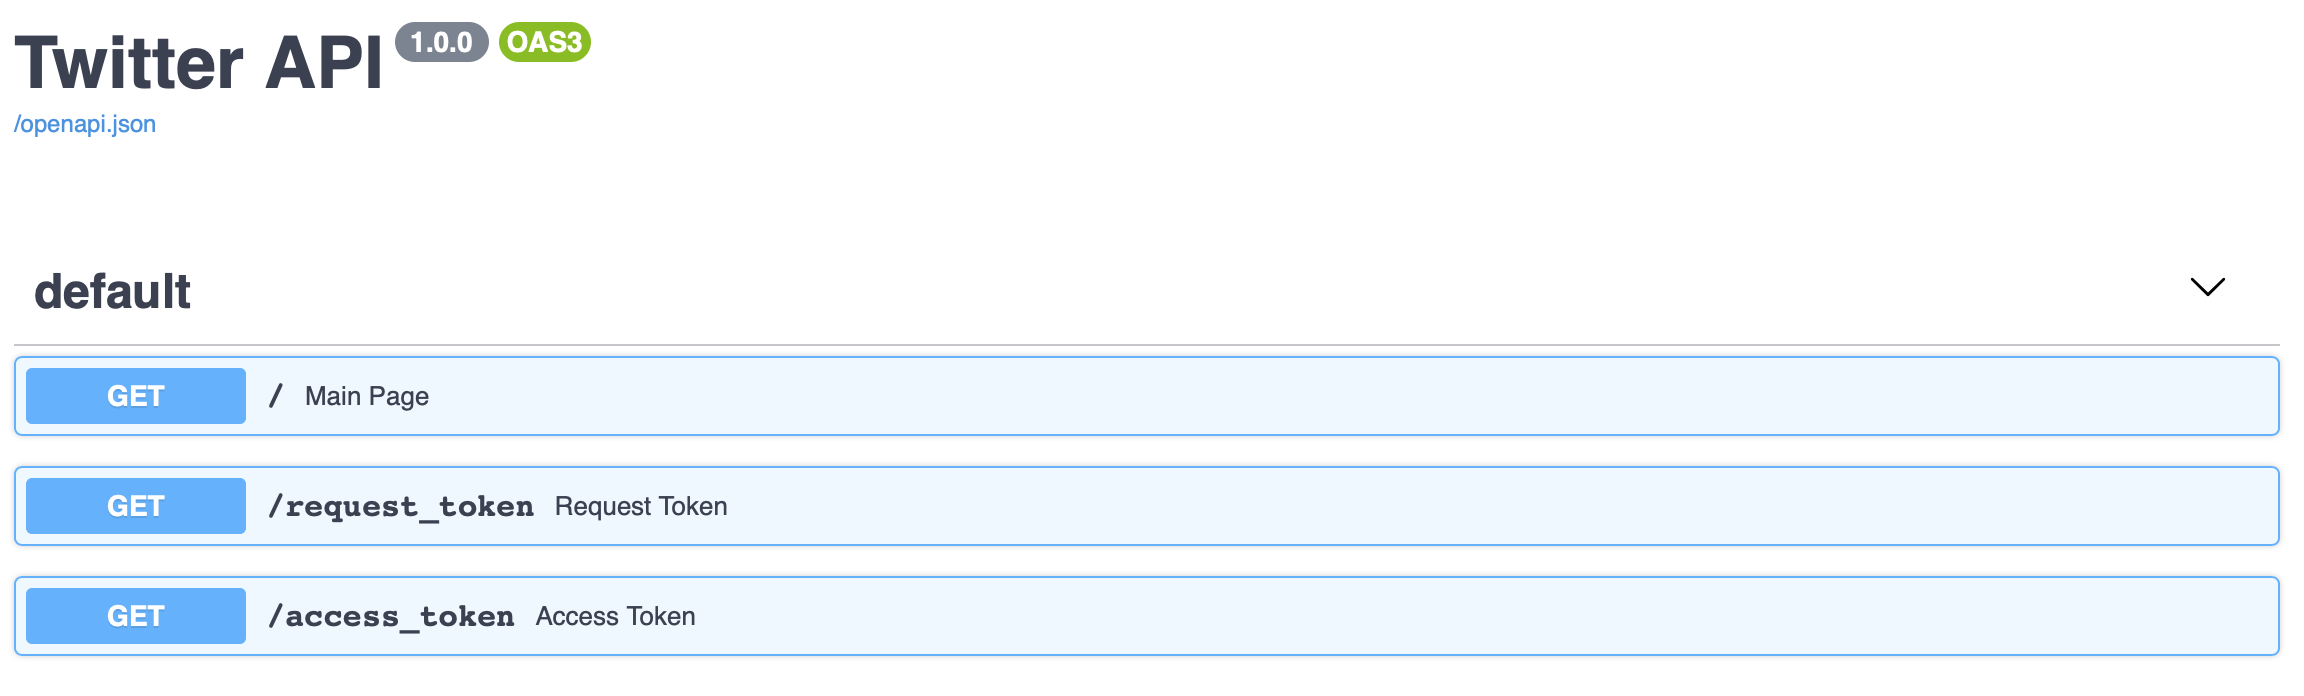 Twitter API 1.0.0 OAS3
/openapi.json
default
GET / Main Page
GET /request_token Request Token
GET /access_token Access Token